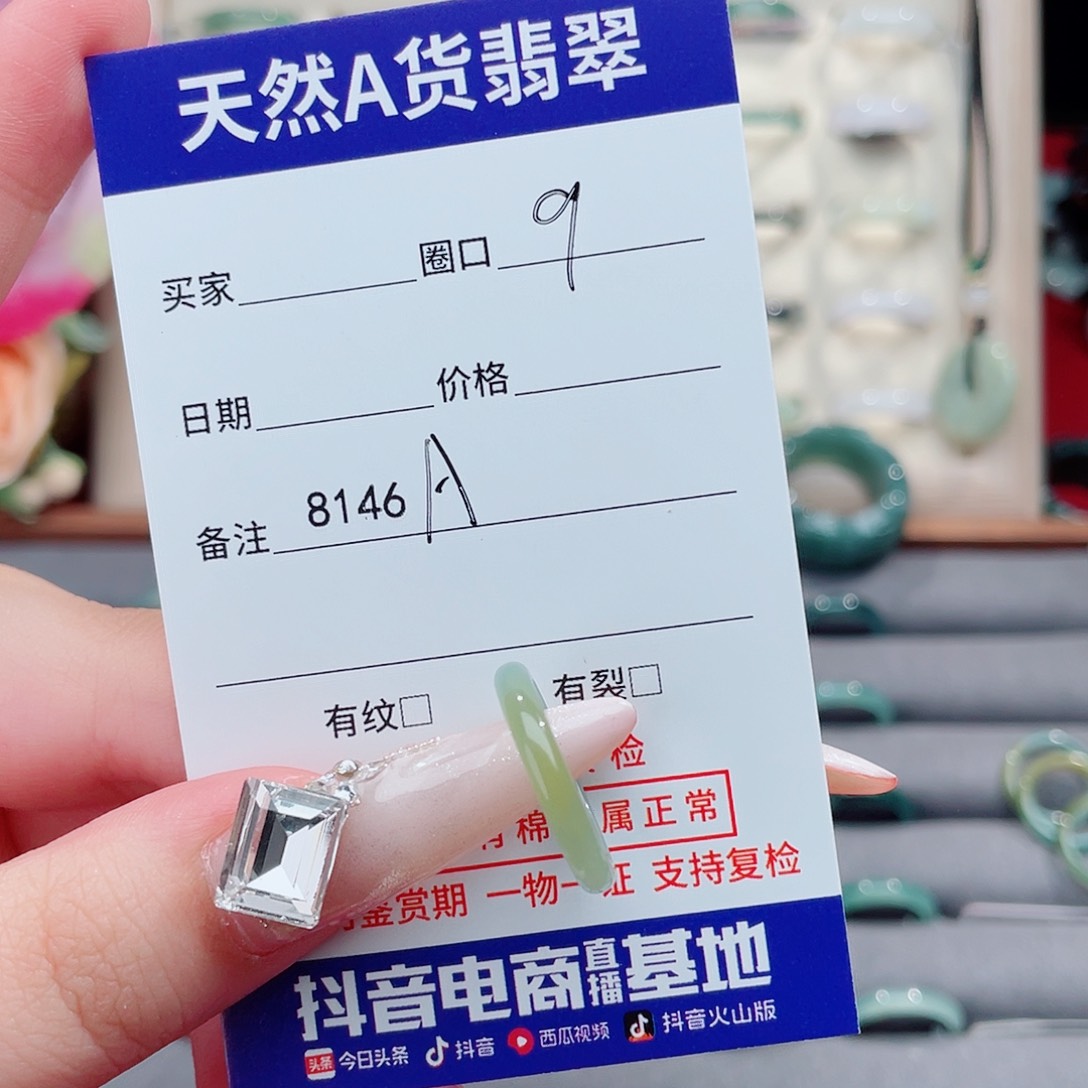 天然A货翡翠
买家 圈口 9
日期 价格
备注 8146 A
有纹□ 有裂□
检
棉 属正常
鉴赏期 一物一证 支持复检
抖音电商直播基地
头条 今日头条 抖音 西瓜视频 抖音火山版